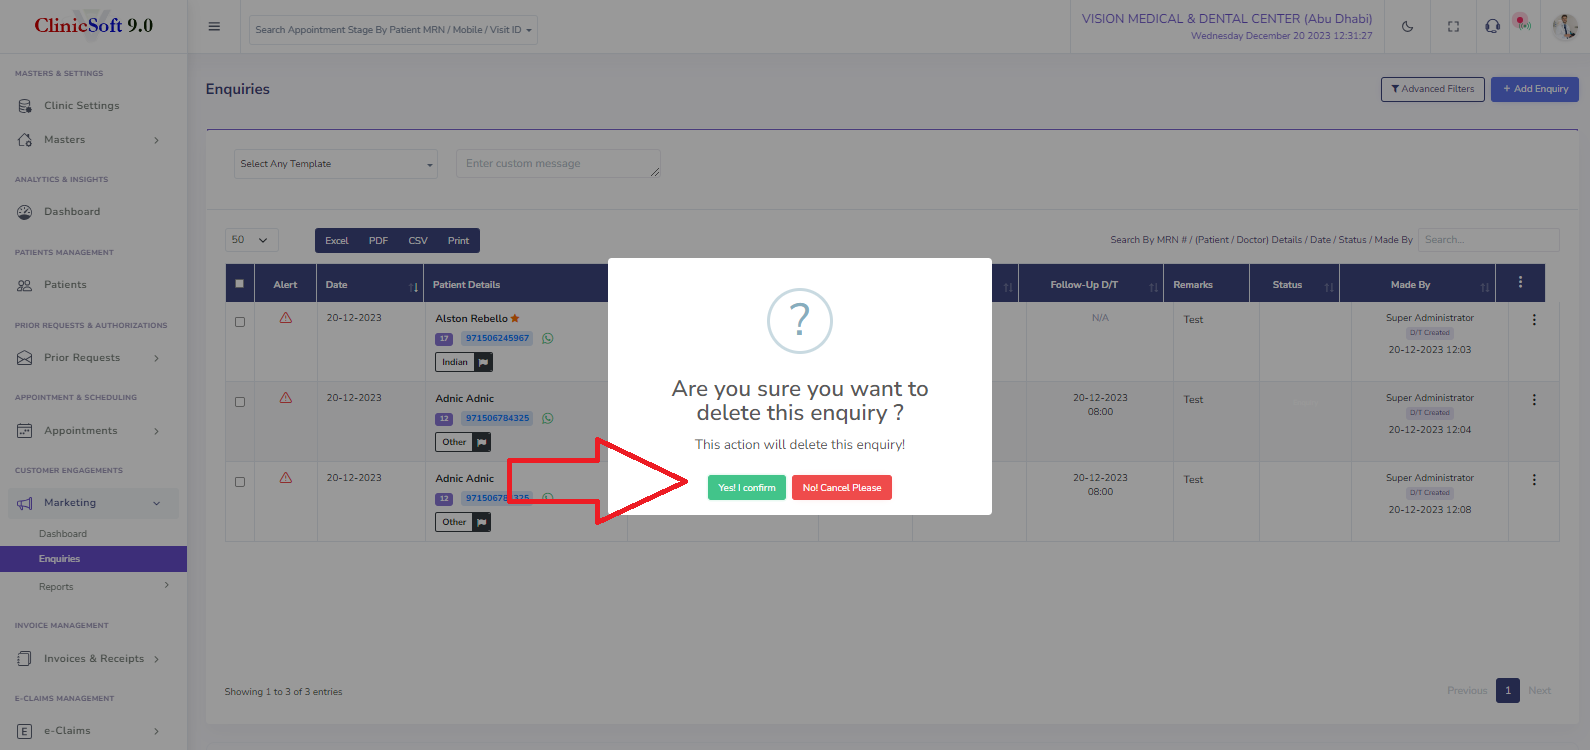 ClinicSoft 9.0
Search Appointment Stage By Patient MRN / Mobile / Visit ID
VISION MEDICAL & DENTAL CENTER (Abu Dhabi)
Wednesday December 20 2023 12:31:27
MASTERS & SETTINGS
Clinic Settings
Masters
ANALYTICS & INSIGHTS
Dashboard
PATIENTS MANAGEMENT
Patients
PRIOR REQUESTS & AUTHORIZATIONS
Prior Requests
APPOINTMENT & SCHEDULING
Appointments
CUSTOMER ENGAGEMENTS
Marketing
Dashboard
Enquiries
Reports
INVOICE MANAGEMENT
Invoices & Receipts
E-CLAIMS MANAGEMENT
E e-Claims
Enquiries
Advanced Filters
+ Add Enquiry
Select Any Template
Enter custom message
50
Excel PDF CSV Print
Search By MRN # / (Patient / Doctor) Details / Date / Status / Made By
Search...
Alert Date Patient Details Follow-Up D/T Remarks Status Made By
20-12-2023 Alston Rebello N/A Test Super Administrator
17 971506245967 D/T Created
Indian 20-12-2023 12:03
20-12-2023 Adnic Adnic 20-12-2023 Test Super Administrator
12 971506784325 08:00 D/T Created
Other 20-12-2023 12:04
20-12-2023 Adnic Adnic 20-12-2023 Test Super Administrator
12 971506784325 08:00 D/T Created
Other 20-12-2023 12:08
?
Are you sure you want to
delete this enquiry ?
This action will delete this enquiry!
Yes! I confirm
No! Cancel Please
Showing 1 to 3 of 3 entries
Previous 1 Next